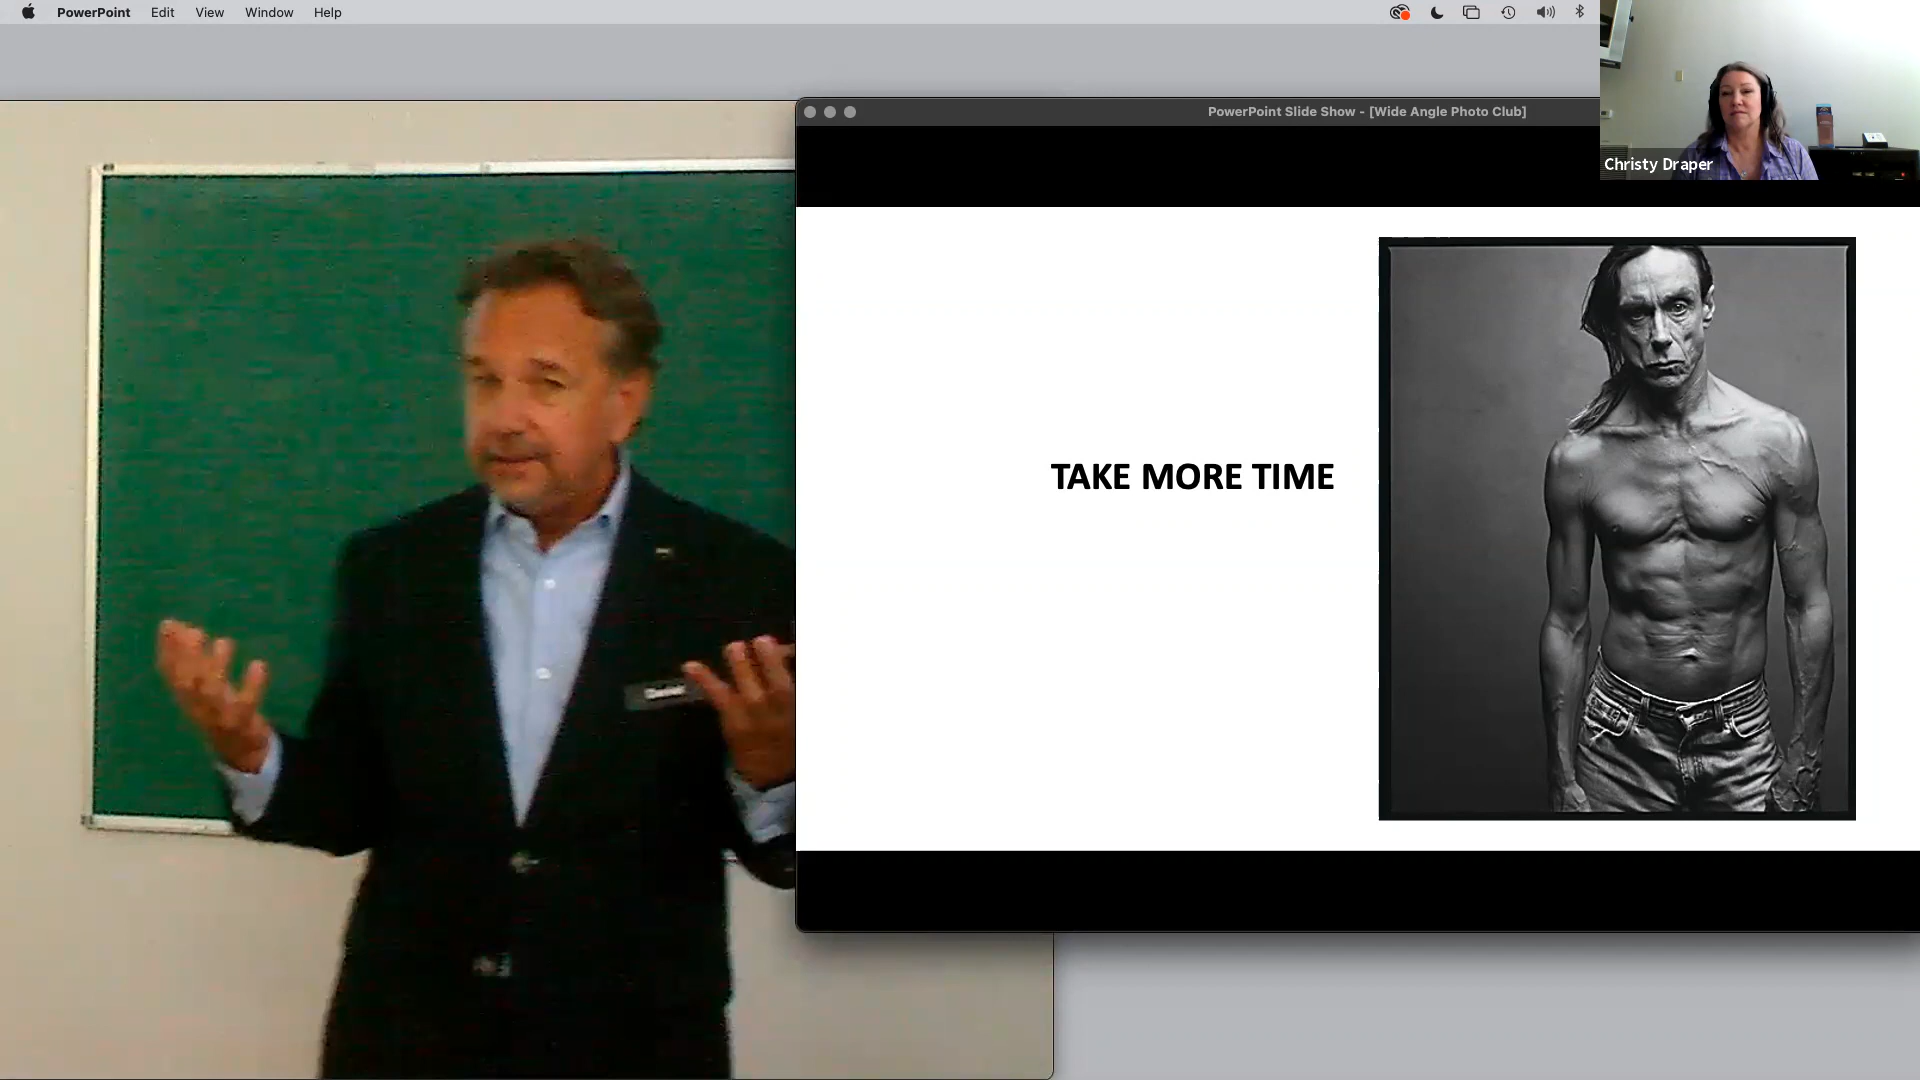 PowerPoint Edit View Window Help
PowerPoint Slide Show - [Wide Angle Photo Club]
Christy Draper
TAKE MORE TIME